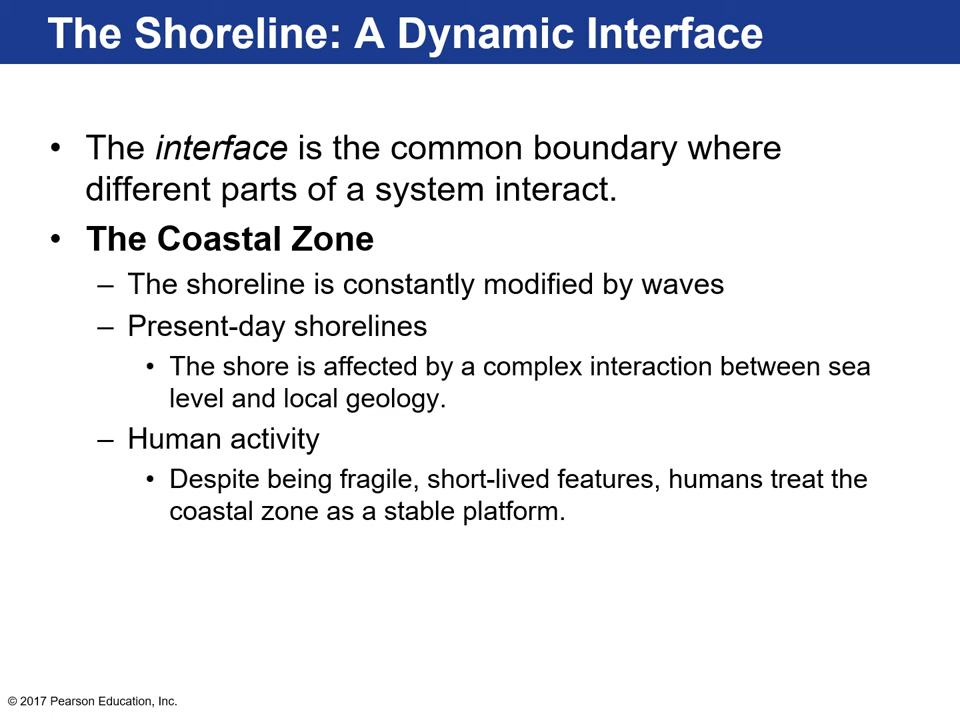 The Shoreline: A Dynamic Interface
• The interface is the common boundary where
different parts of a system interact.
• The Coastal Zone
– The shoreline is constantly modified by waves
– Present-day shorelines
• The shore is affected by a complex interaction between sea
level and local geology.
– Human activity
• Despite being fragile, short-lived features, humans treat the
coastal zone as a stable platform.
© 2017 Pearson Education, Inc.